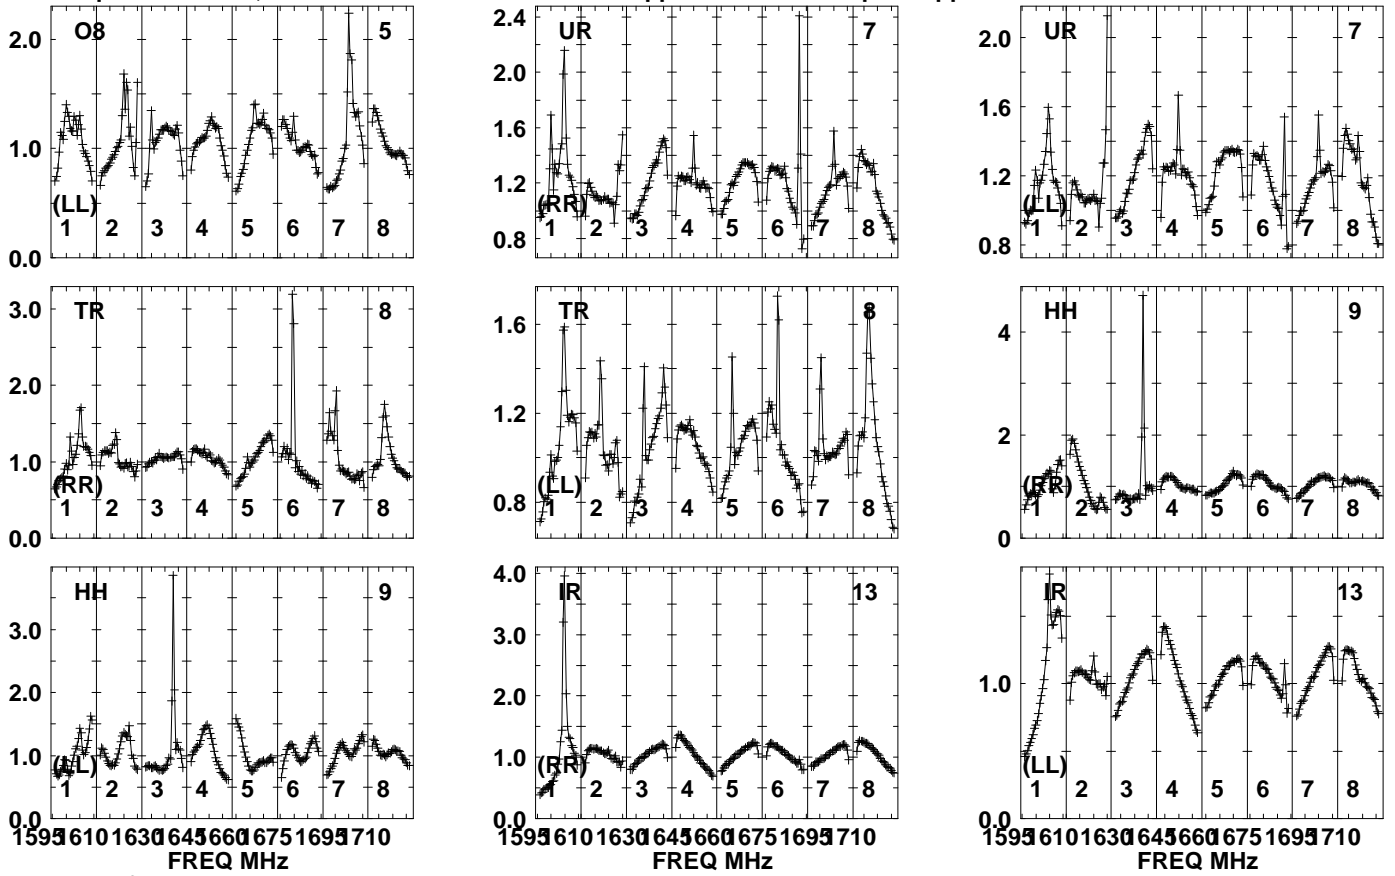 O8 5
2.0
1.0
0.0
(LL)
1 2 3 4 5 6 7 8
UR 7
2.4
2.0
1.6
1.2
0.8
(RR)
1 2 3 4 5 6 7 8
UR 7
2.0
1.6
1.2
0.8
(LL)
1 2 3 4 5 6 7 8
TR 8
3.0
2.0
1.0
0.0
(RR)
1 2 3 4 5 6 7 8
TR 8
1.6
1.2
0.8
(LL)
1 2 3 4 5 6 7 8
HH 9
4
2
0
(RR)
1 2 3 4 5 6 7 8
HH 9
3.0
2.0
1.0
0.0
(LL)
1 2 3 4 5 6 7 8
1595 1610 1630 1645 1660 1675 1695 1710
FREQ MHz
IR 13
4.0
3.0
2.0
1.0
0.0
(RR)
1 2 3 4 5 6 7 8
1595 1610 1630 1645 1660 1675 1695 1710
FREQ MHz
IR 13
1.0
0.0
(LL)
1 2 3 4 5 6 7 8
1595 1610 1630 1645 1660 1675 1695 1710
FREQ MHz